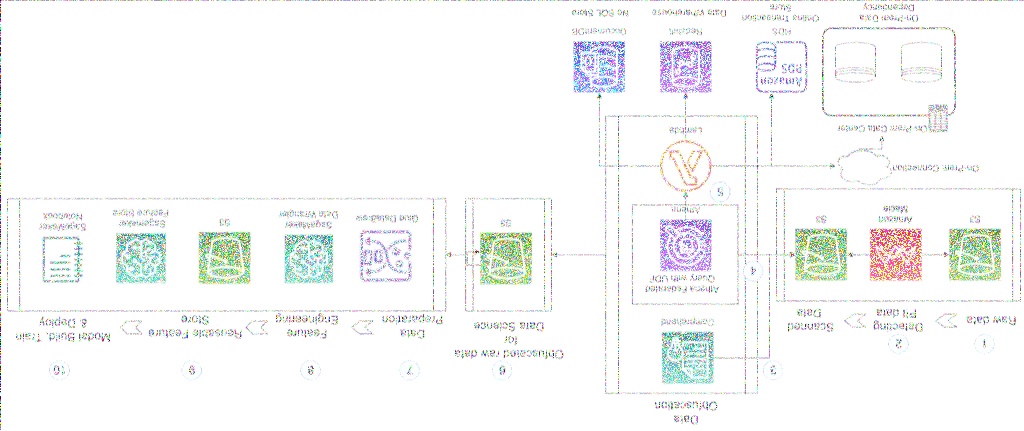 Data
Obfuscation
1
2
3
6
7
8
9
10
Raw data
Detecting
PII data
Scanned
Data
Comprehend
Obfuscated raw data
for
Data Science
Data
Preparation
Feature
Engineering
Reusable Feature
Store
Model Build, Train
& Deploy
S3
Amazon
Macie
S3
4
Athena Federated
Query with UDF
Athena
S3
Glue DataBrew
SageMaker
Data Wrangler
S3
Sagemaker
Feature Store
SageMaker
Notebook
5
Lambda
On-Prem Connection
On-Prem Data Center
On-Prem Data
Dependancy
Amazon
RDS
RDS
Online Transaction
Store
Redshift
Data Warehouse
DocumentDB
No SQL Store